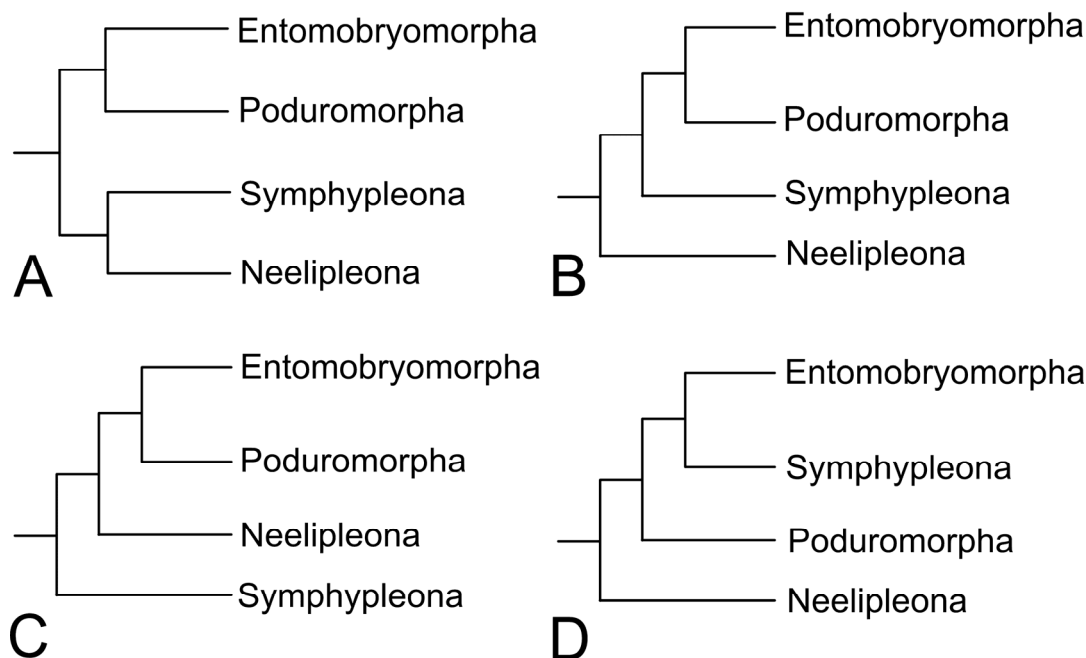 Entomobryomorpha
Poduromorpha
Symphypleona
Neelipleona
A
Entomobryomorpha
Poduromorpha
Symphypleona
Neelipleona
B
Entomobryomorpha
Poduromorpha
Neelipleona
Symphypleona
C
Entomobryomorpha
Symphypleona
Poduromorpha
Neelipleona
D